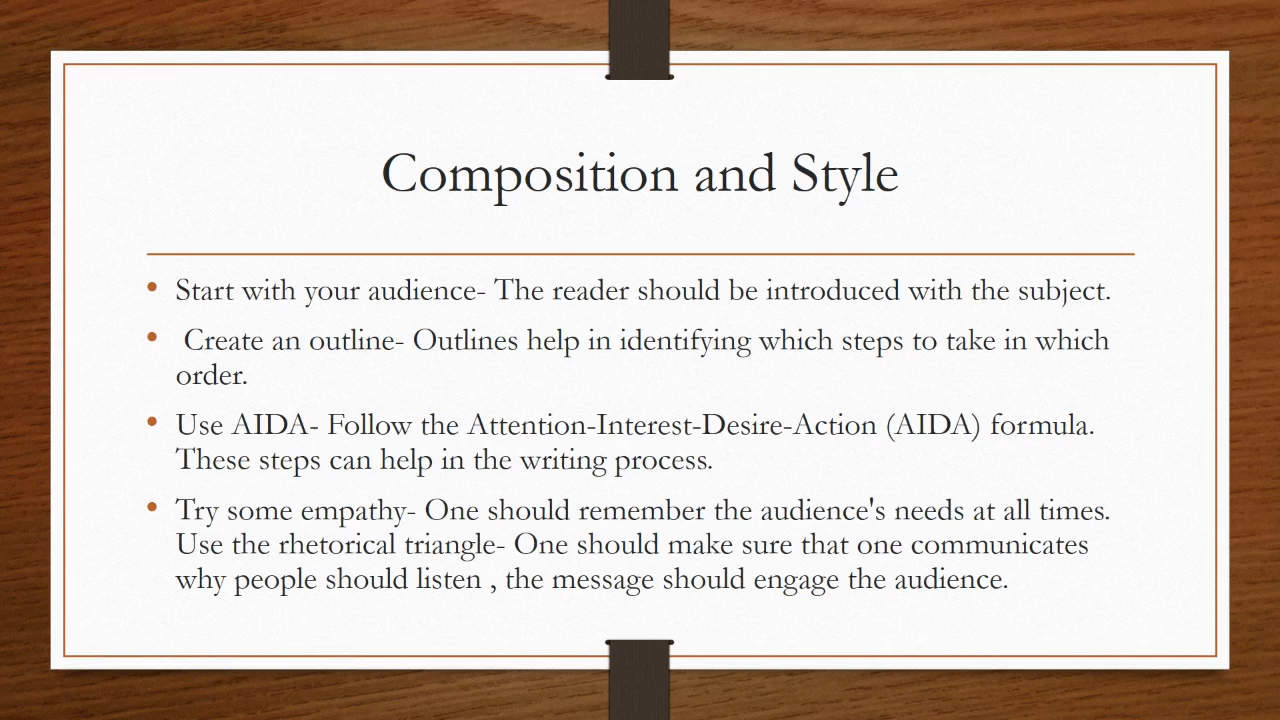 Composition and Style
• Start with your audience- The reader should be introduced with the subject.
• Create an outline- Outlines help in identifying which steps to take in which
order.
• Use AIDA- Follow the Attention-Interest-Desire-Action (AIDA) formula.
These steps can help in the writing process.
• Try some empathy- One should remember the audience's needs at all times.
Use the rhetorical triangle- One should make sure that one communicates
why people should listen , the message should engage the audience.